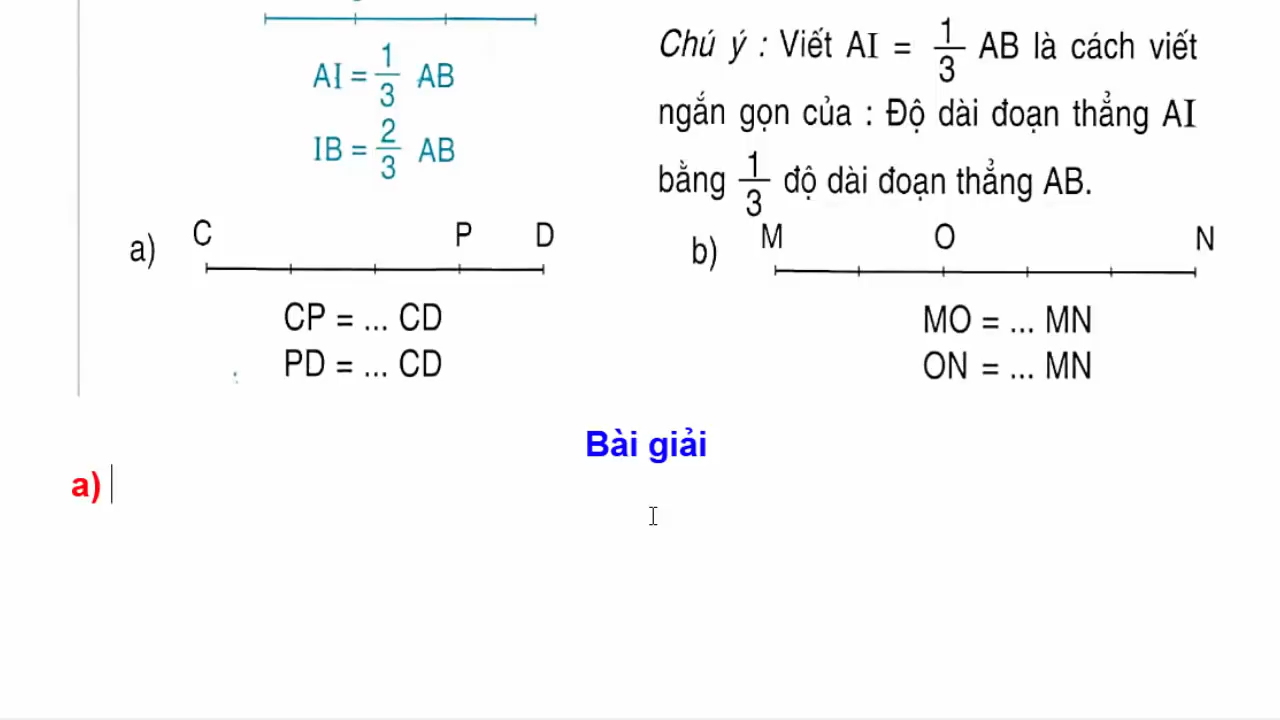 AI = 1/3 AB
IB = 2/3 AB
Chú ý : Viết AI = 1/3 AB là cách viết
ngắn gọn của : Độ dài đoạn thẳng AI
bằng 1/3 độ dài đoạn thẳng AB.
a) C P D
CP = ... CD
PD = ... CD
b) M O N
MO = ... MN
ON = ... MN
Bài giải
a)